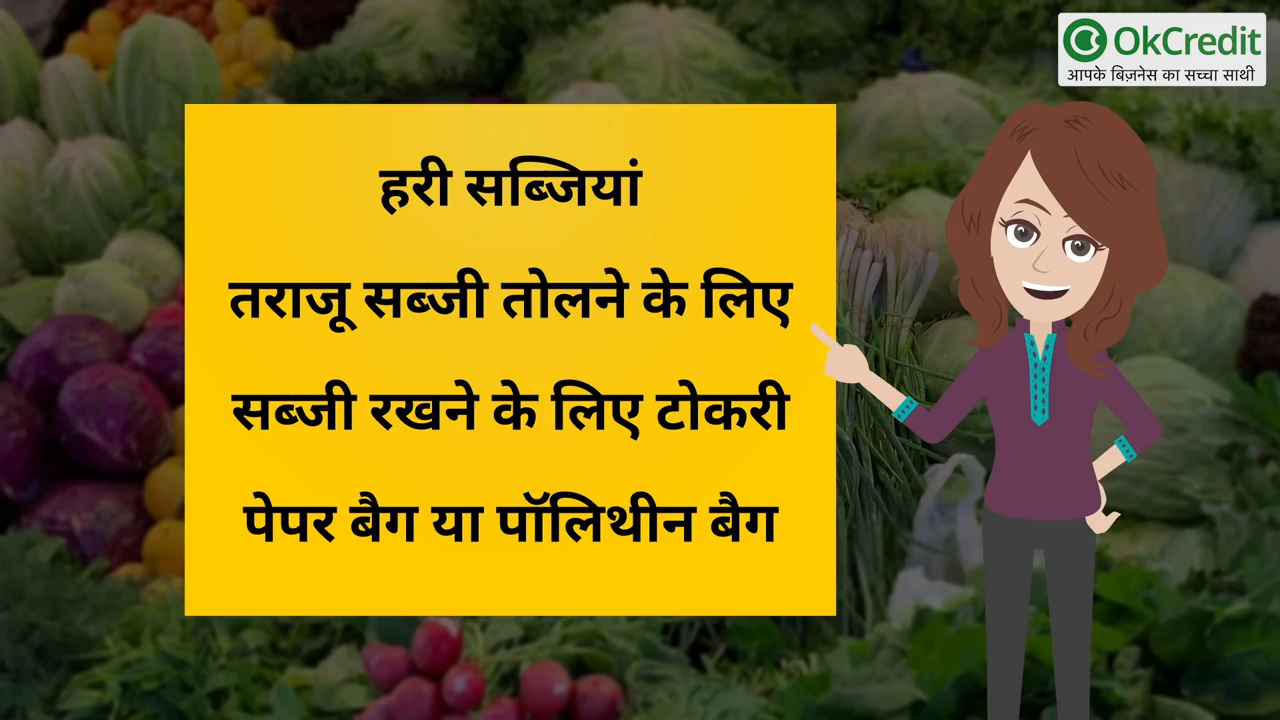 OkCredit
आपके बिज़नेस का सच्चा साथी
हरी सब्जियां
तराजू सब्जी तोलने के लिए
सब्जी रखने के लिए टोकरी
पेपर बैग या पॉलिथीन बैग